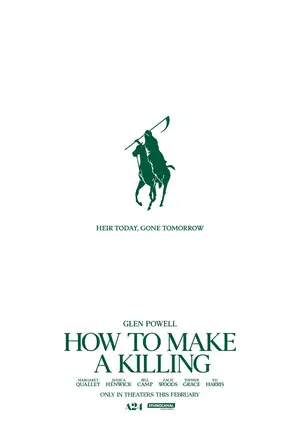 HEIR TODAY, GONE TOMORROW
GLEN POWELL
HOW TO MAKE
A KILLING
MARGARET QUALLEY JESSICA HENWICK BILL CAMP ZACH WOODS TOPHER GRACE ED HARRIS
ONLY IN THEATERS THIS FEBRUARY
A24 STUDIOCANAL